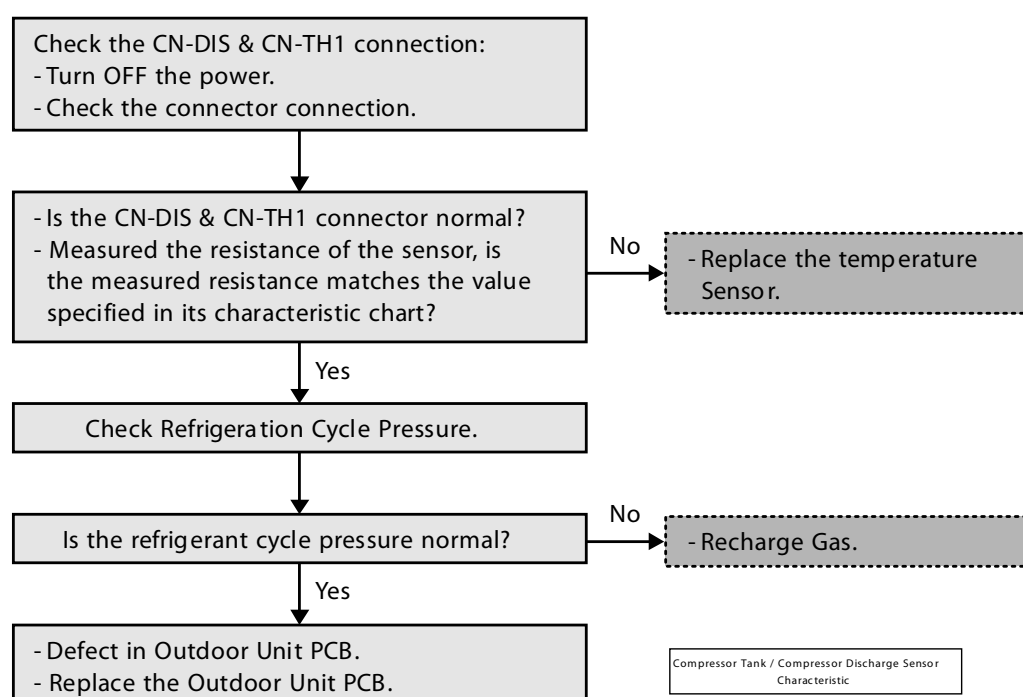 Check the CN-DIS & CN-TH1 connection:
- Turn OFF the power.
- Check the connector connection.
- Is the CN-DIS & CN-TH1 connector normal?
- Measured the resistance of the sensor, is
the measured resistance matches the value
specified in its characteristic chart?
No
- Replace the temperature
Sensor.
Yes
Check Refrigeration Cycle Pressure.
Is the refrigerant cycle pressure normal?
No
- Recharge Gas.
Yes
- Defect in Outdoor Unit PCB.
- Replace the Outdoor Unit PCB.
Compressor Tank / Compressor Discharge Sensor
Characteristic